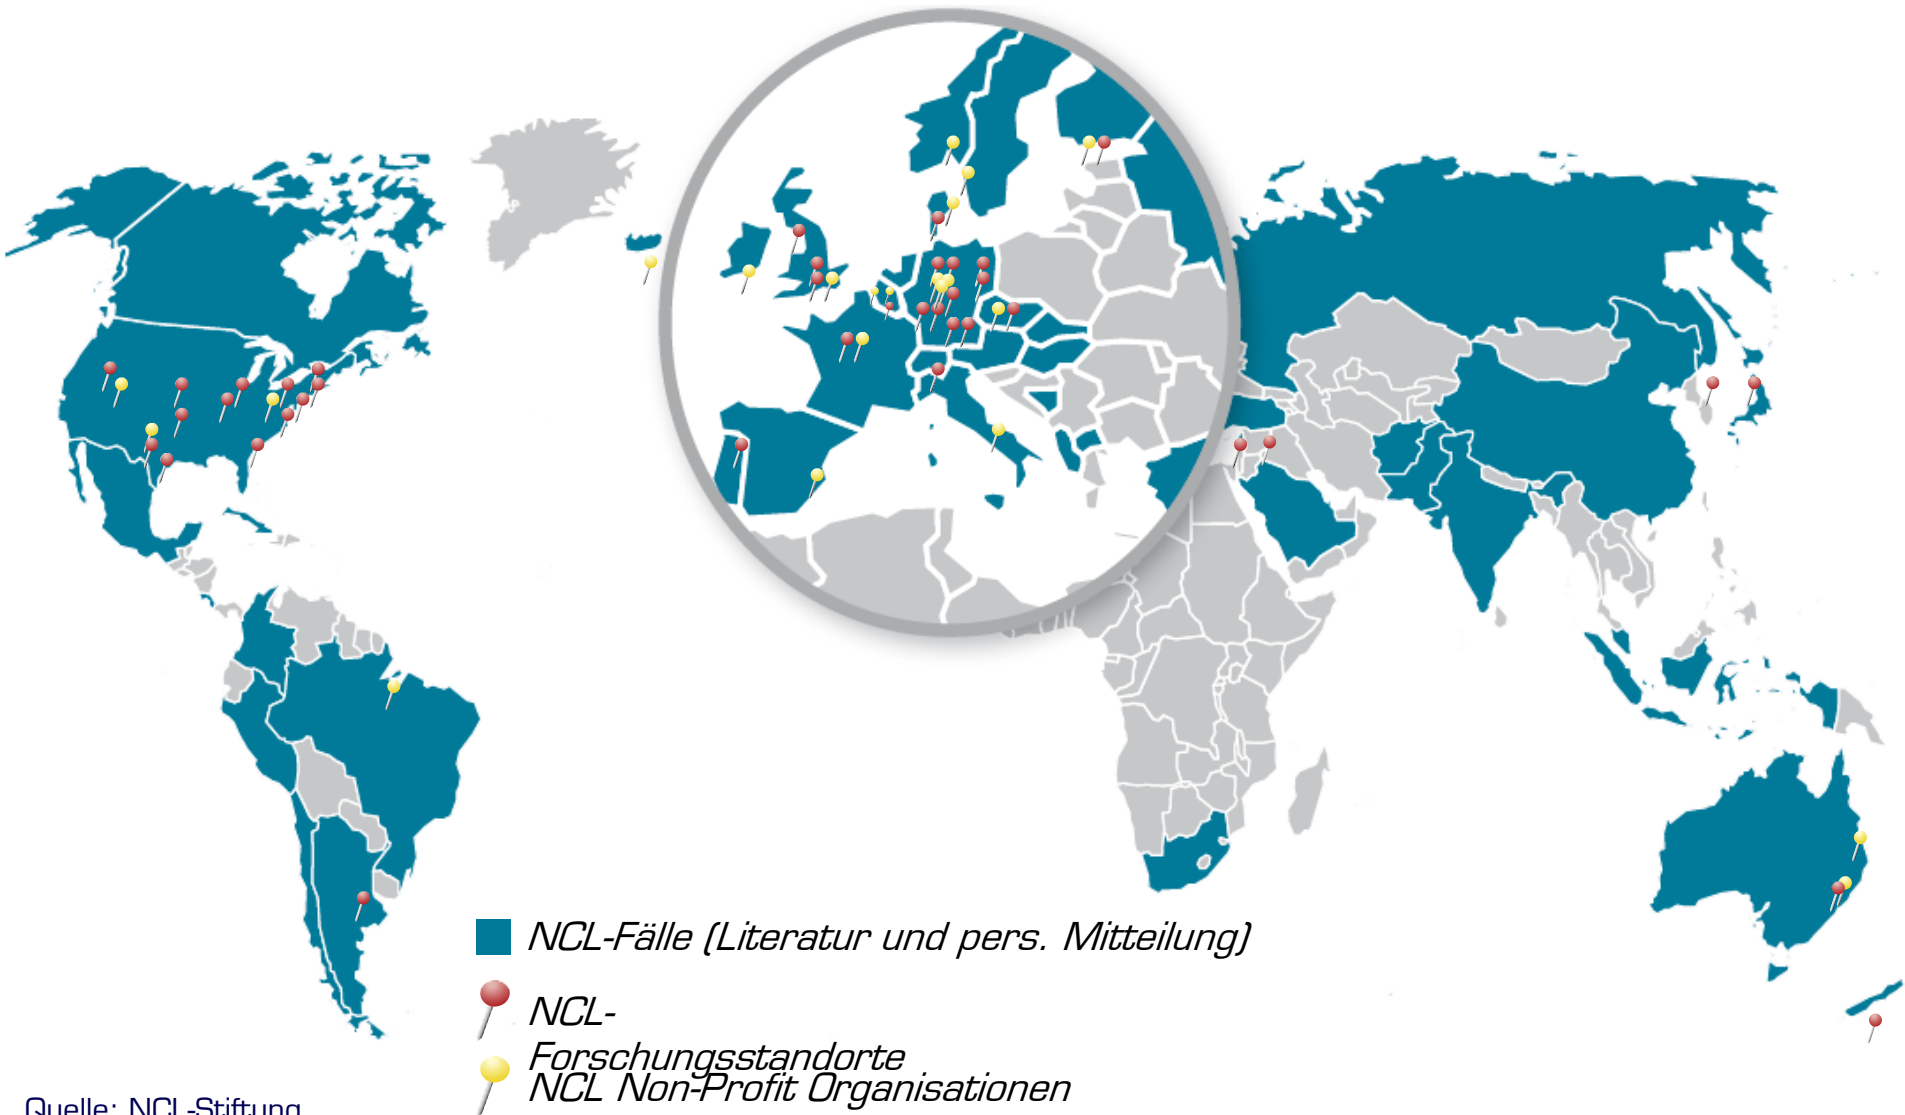 NCL-Fälle (Literatur und pers. Mitteilung)
NCL-
Forschungsstandorte
NCL Non-Profit Organisationen
Quelle: NCL-Stiftung